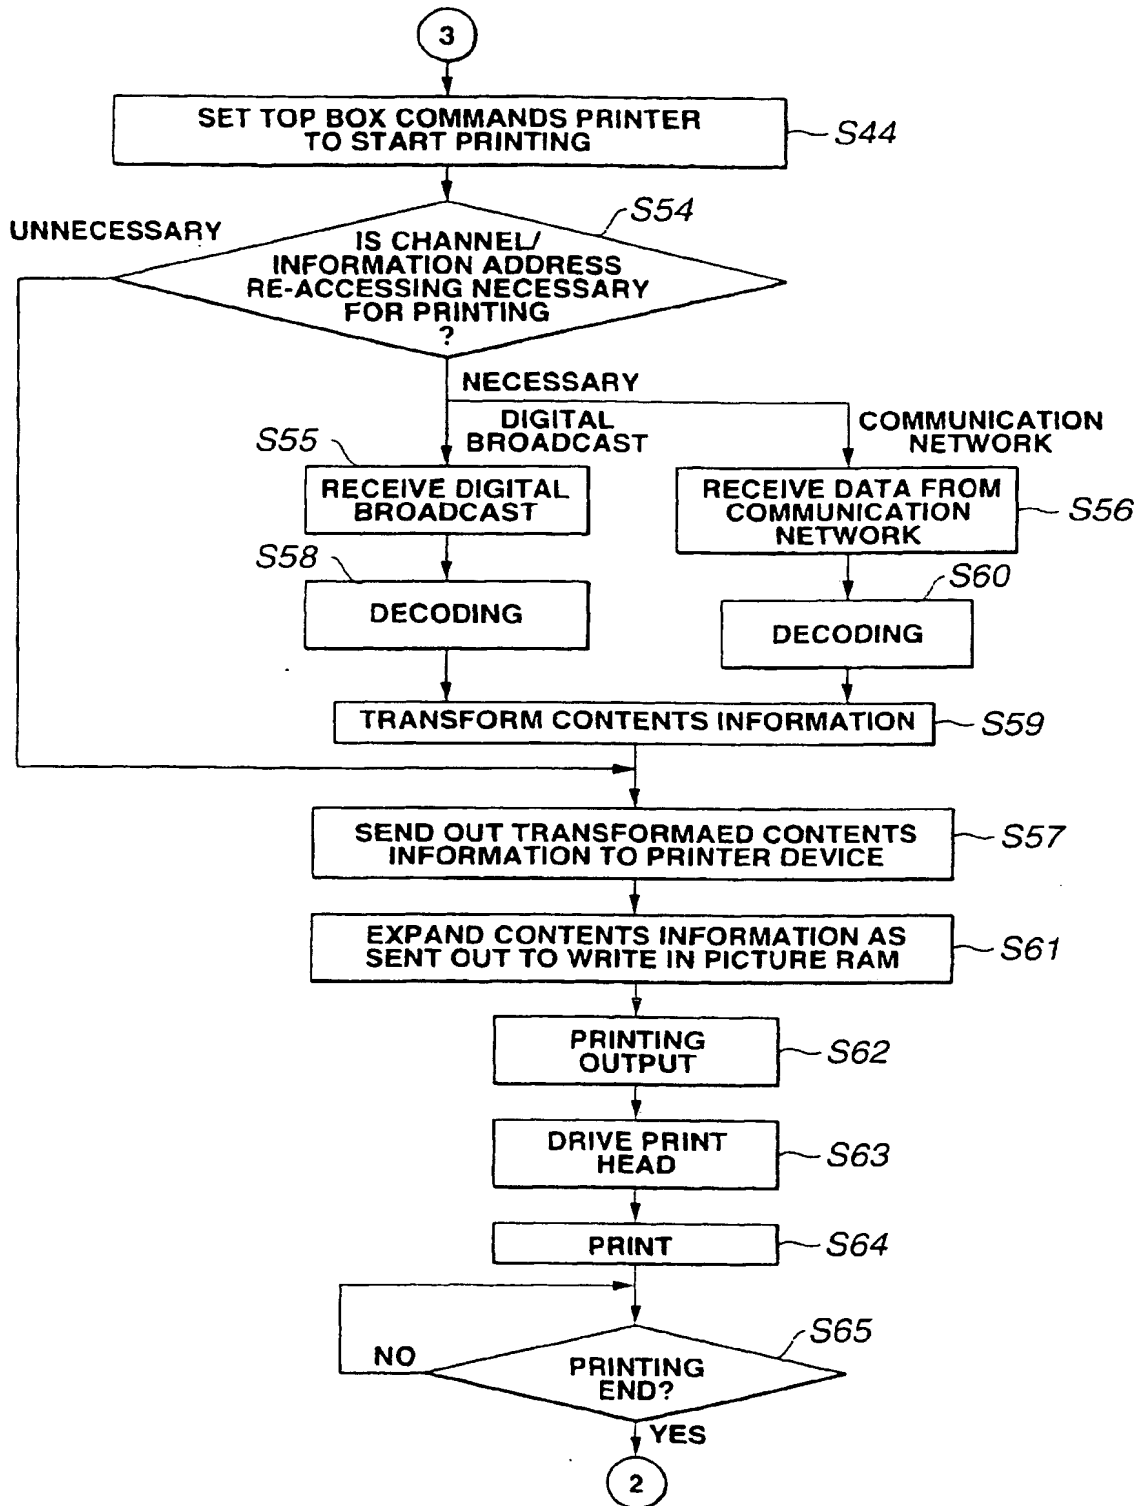 3
SET TOP BOX COMMANDS PRINTER
TO START PRINTING
S44
UNNECESSARY
S54
IS CHANNEL/
INFORMATION ADDRESS
RE-ACCESSING NECESSARY
FOR PRINTING
?
NECESSARY
DIGITAL
BROADCAST
COMMUNICATION
NETWORK
S55
RECEIVE DIGITAL
BROADCAST
RECEIVE DATA FROM
COMMUNICATION
NETWORK
S56
S58
DECODING
S60
DECODING
TRANSFORM CONTENTS INFORMATION
S59
SEND OUT TRANSFORMAED CONTENTS
INFORMATION TO PRINTER DEVICE
S57
EXPAND CONTENTS INFORMATION AS
SENT OUT TO WRITE IN PICTURE RAM
S61
PRINTING
OUTPUT
S62
DRIVE PRINT
HEAD
S63
PRINT
S64
S65
NO
PRINTING
END?
YES
2